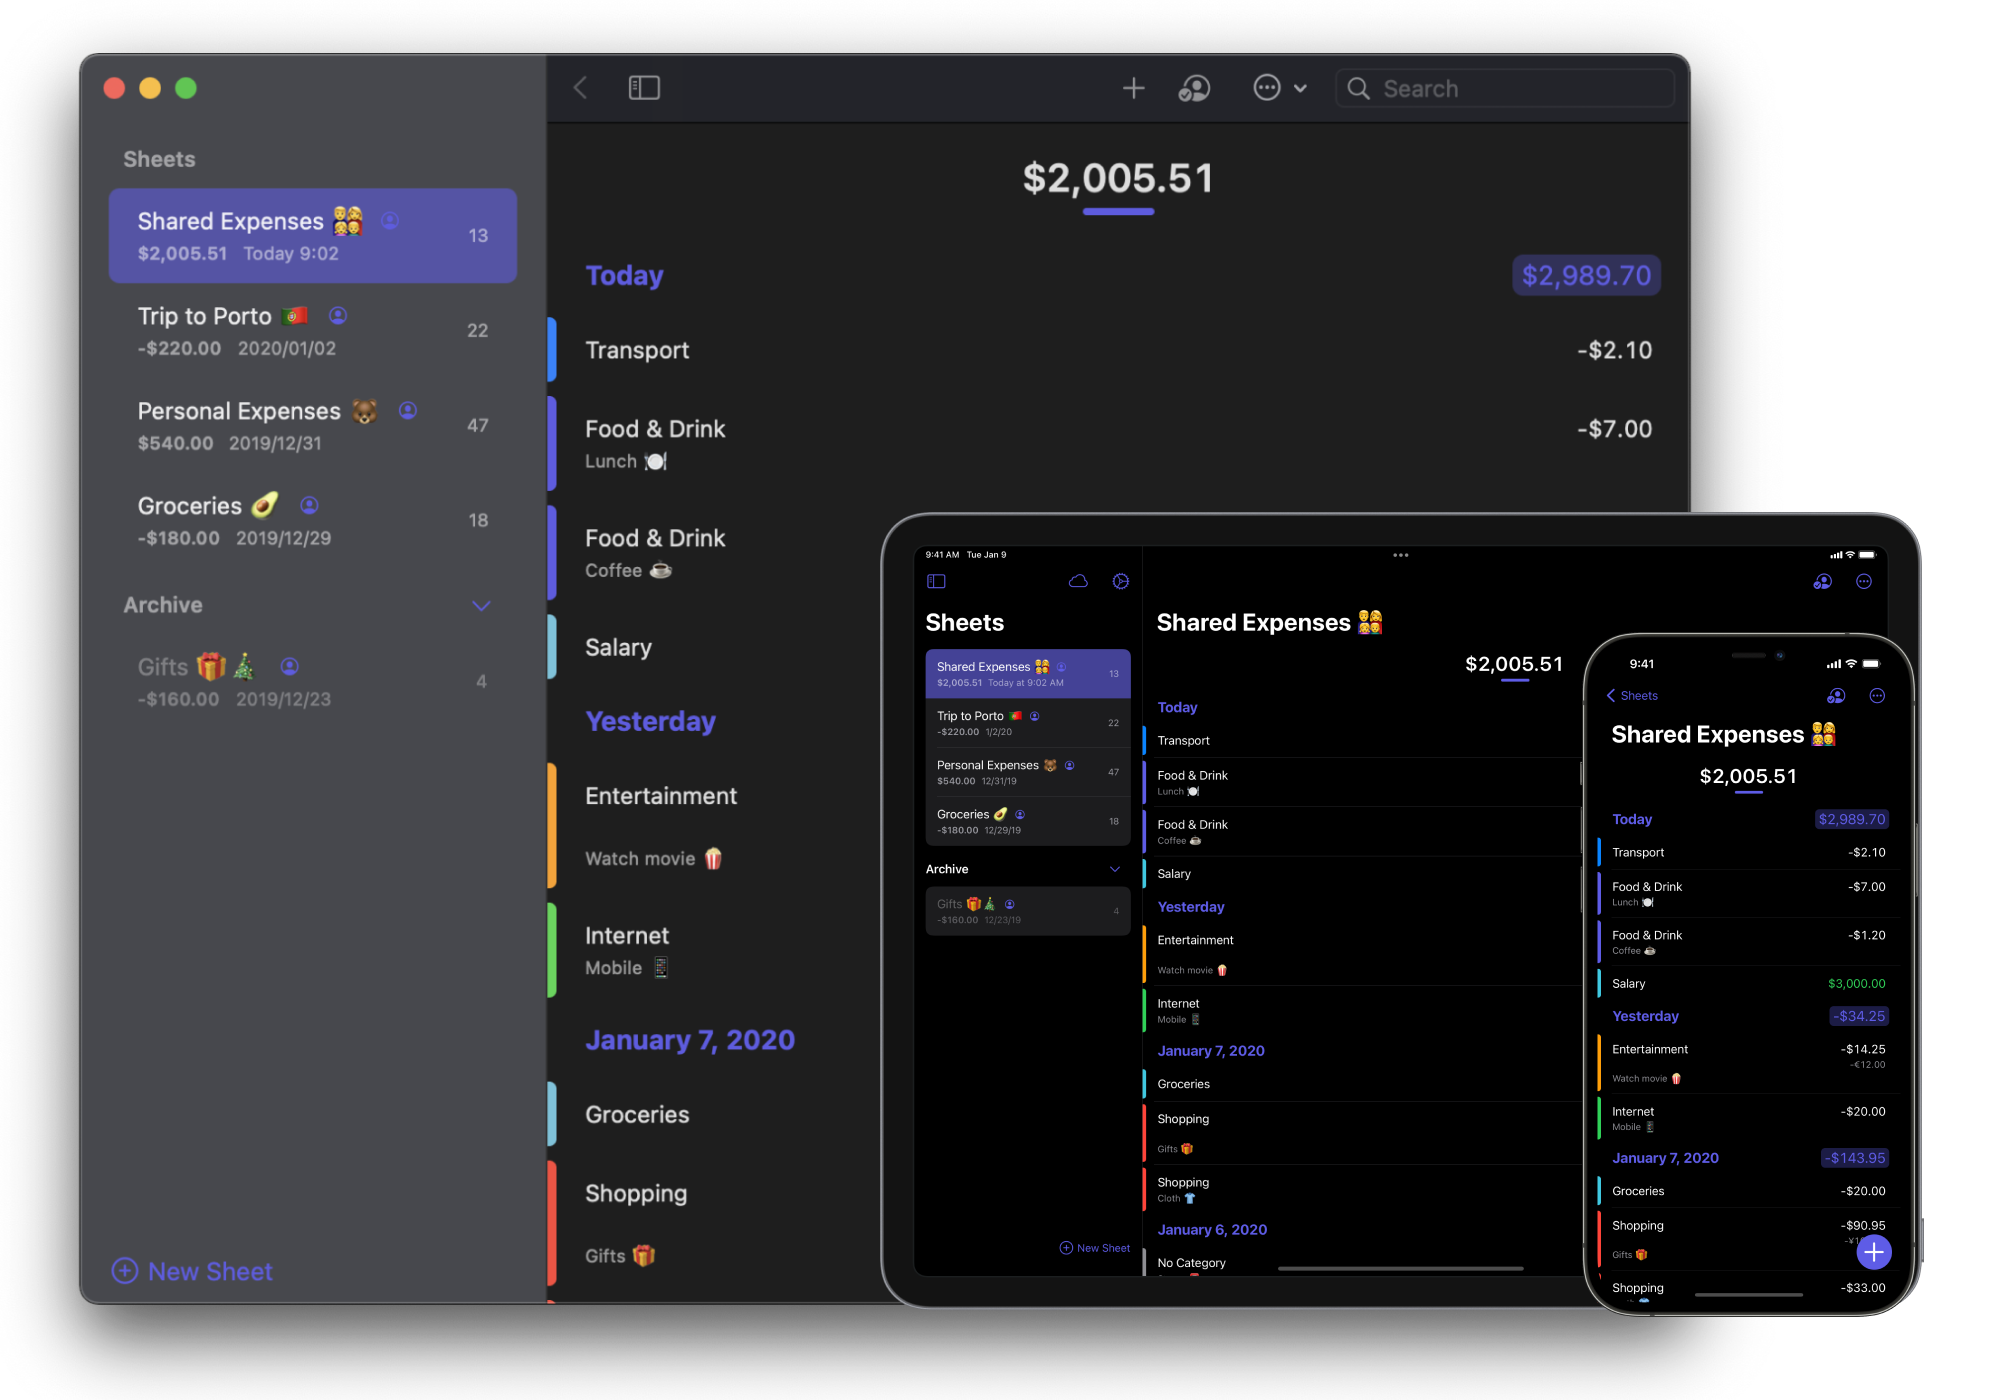 Search
Sheets
Shared Expenses 13
$2,005.51 Today 9:02
Trip to Porto 22
-$220.00 2020/01/02
Personal Expenses 47
$540.00 2019/12/31
Groceries 18
-$180.00 2019/12/29
Archive
Gifts 4
-$160.00 2019/12/23
New Sheet
$2,005.51
Today $2,989.70
Transport -$2.10
Food & Drink -$7.00
Lunch
Food & Drink
Coffee
Salary
Yesterday
Entertainment
Watch movie
Internet
Mobile
January 7, 2020
Groceries
Shopping
Gifts
9:41 AM Tue Jan 9
Sheets
Shared Expenses 13
$2,005.51 Today at 9:02 AM
Trip to Porto 22
-$220.00 1/2/20
Personal Expenses 47
$540.00 12/31/19
Groceries 18
-$180.00 12/29/19
Archive
Gifts 4
-$160.00 12/23/19
New Sheet
Shared Expenses
$2,005.51
Today
Transport
Food & Drink
Lunch
Food & Drink
Coffee
Salary
Yesterday
Entertainment
Watch movie
Internet
Mobile
January 7, 2020
Groceries
Shopping
Gifts
Shopping
Cloth
January 6, 2020
No Category
9:41
Sheets
Shared Expenses
$2,005.51
Today $2,989.70
Transport -$2.10
Food & Drink -$7.00
Lunch
Food & Drink -$1.20
Coffee
Salary $3,000.00
Yesterday -$34.25
Entertainment -$14.25
-€12.00
Watch movie
Internet -$20.00
Mobile
January 7, 2020 -$143.95
Groceries -$20.00
Shopping -$90.95
Gifts
Shopping -$33.00